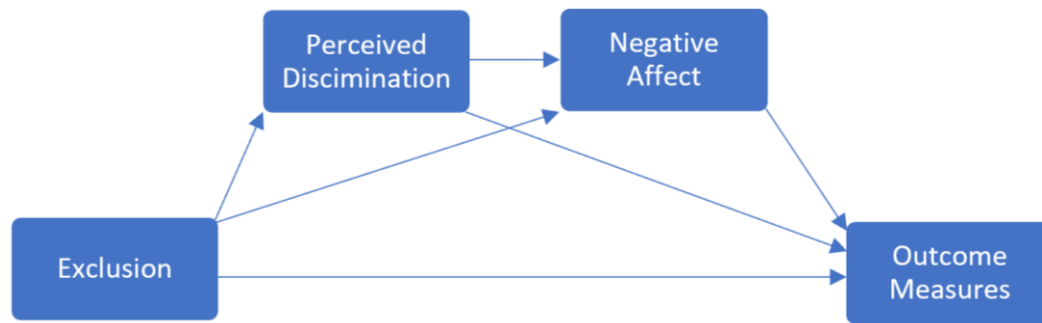 Perceived
Discimination
Negative
Affect
Exclusion
Outcome
Measures